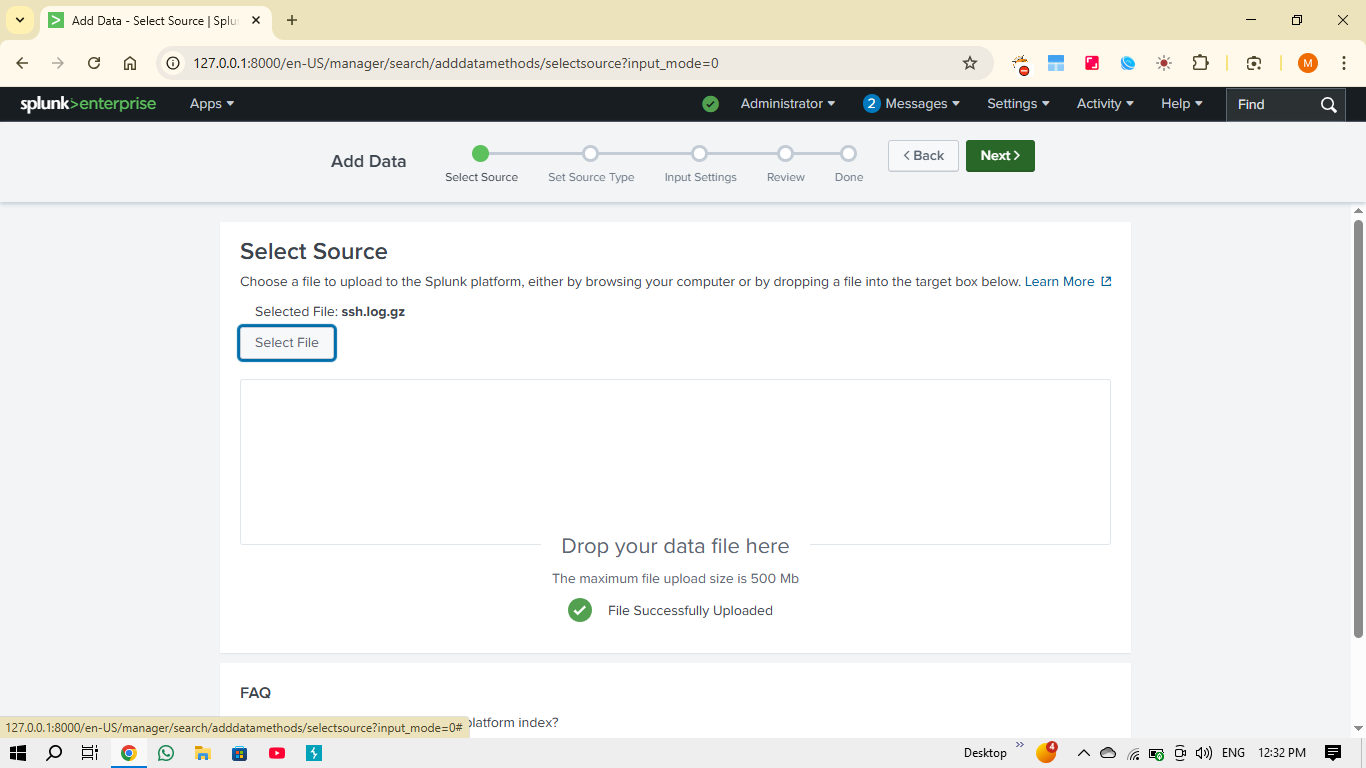 Add Data - Select Source | Splu
127.0.0.1:8000/en-US/manager/search/adddatamethods/selectsource?input_mode=0
M
splunk>enterprise Apps Administrator 2 Messages Settings Activity Help Find
Add Data Select Source Set Source Type Input Settings Review Done < Back Next >
Select Source
Choose a file to upload to the Splunk platform, either by browsing your computer or by dropping a file into the target box below. Learn More
Selected File: ssh.log.gz
Select File
Drop your data file here
The maximum file upload size is 500 Mb
File Successfully Uploaded
FAQ
platform index?
127.0.0.1:8000/en-US/manager/search/adddatamethods/selectsource?input_mode=0#
Desktop 4 ENG 12:32 PM